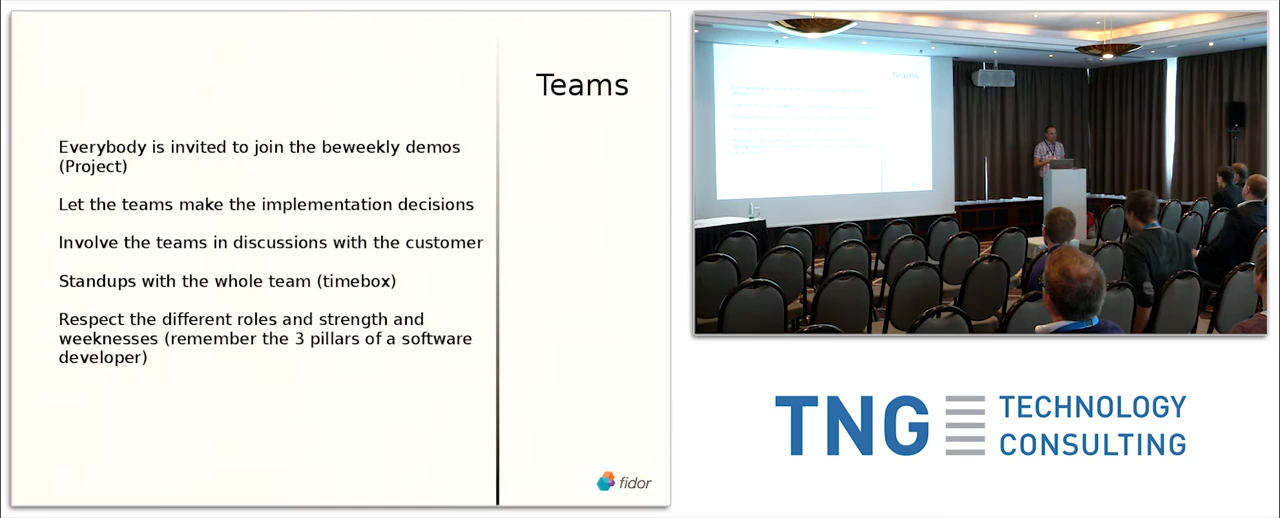 Teams
Everybody is invited to join the beweekly demos
(Project)
Let the teams make the implementation decisions
Involve the teams in discussions with the customer
Standups with the whole team (timebox)
Respect the different roles and strength and
weaknesses (remember the 3 pillars of a software
developer)
fidor
Teams
TNG TECHNOLOGY
CONSULTING